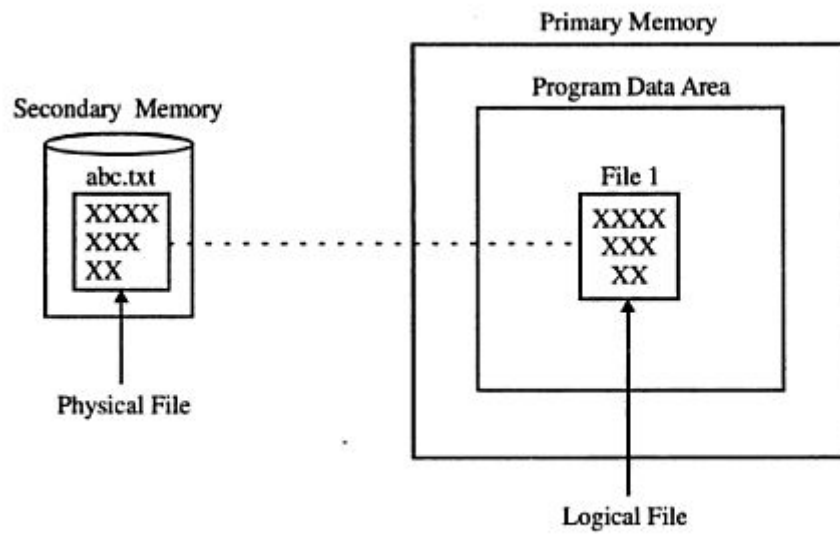 Primary Memory
Program Data Area
Secondary Memory
abc.txt
XXXX
XXX
XX
File 1
XXXX
XXX
XX
Physical File
Logical File